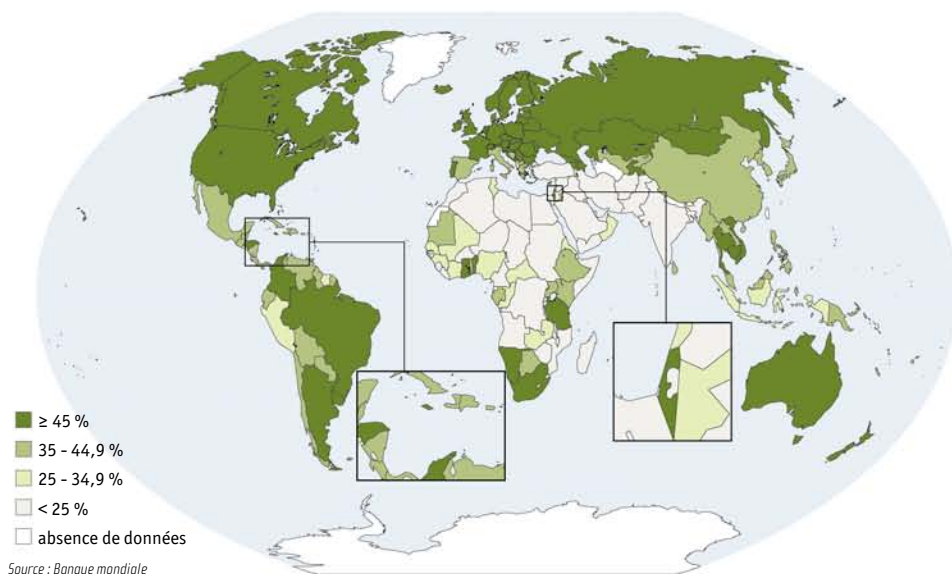 ≥ 45 %
35 - 44,9 %
25 - 34,9 %
< 25 %
absence de données
Source : Banque mondiale